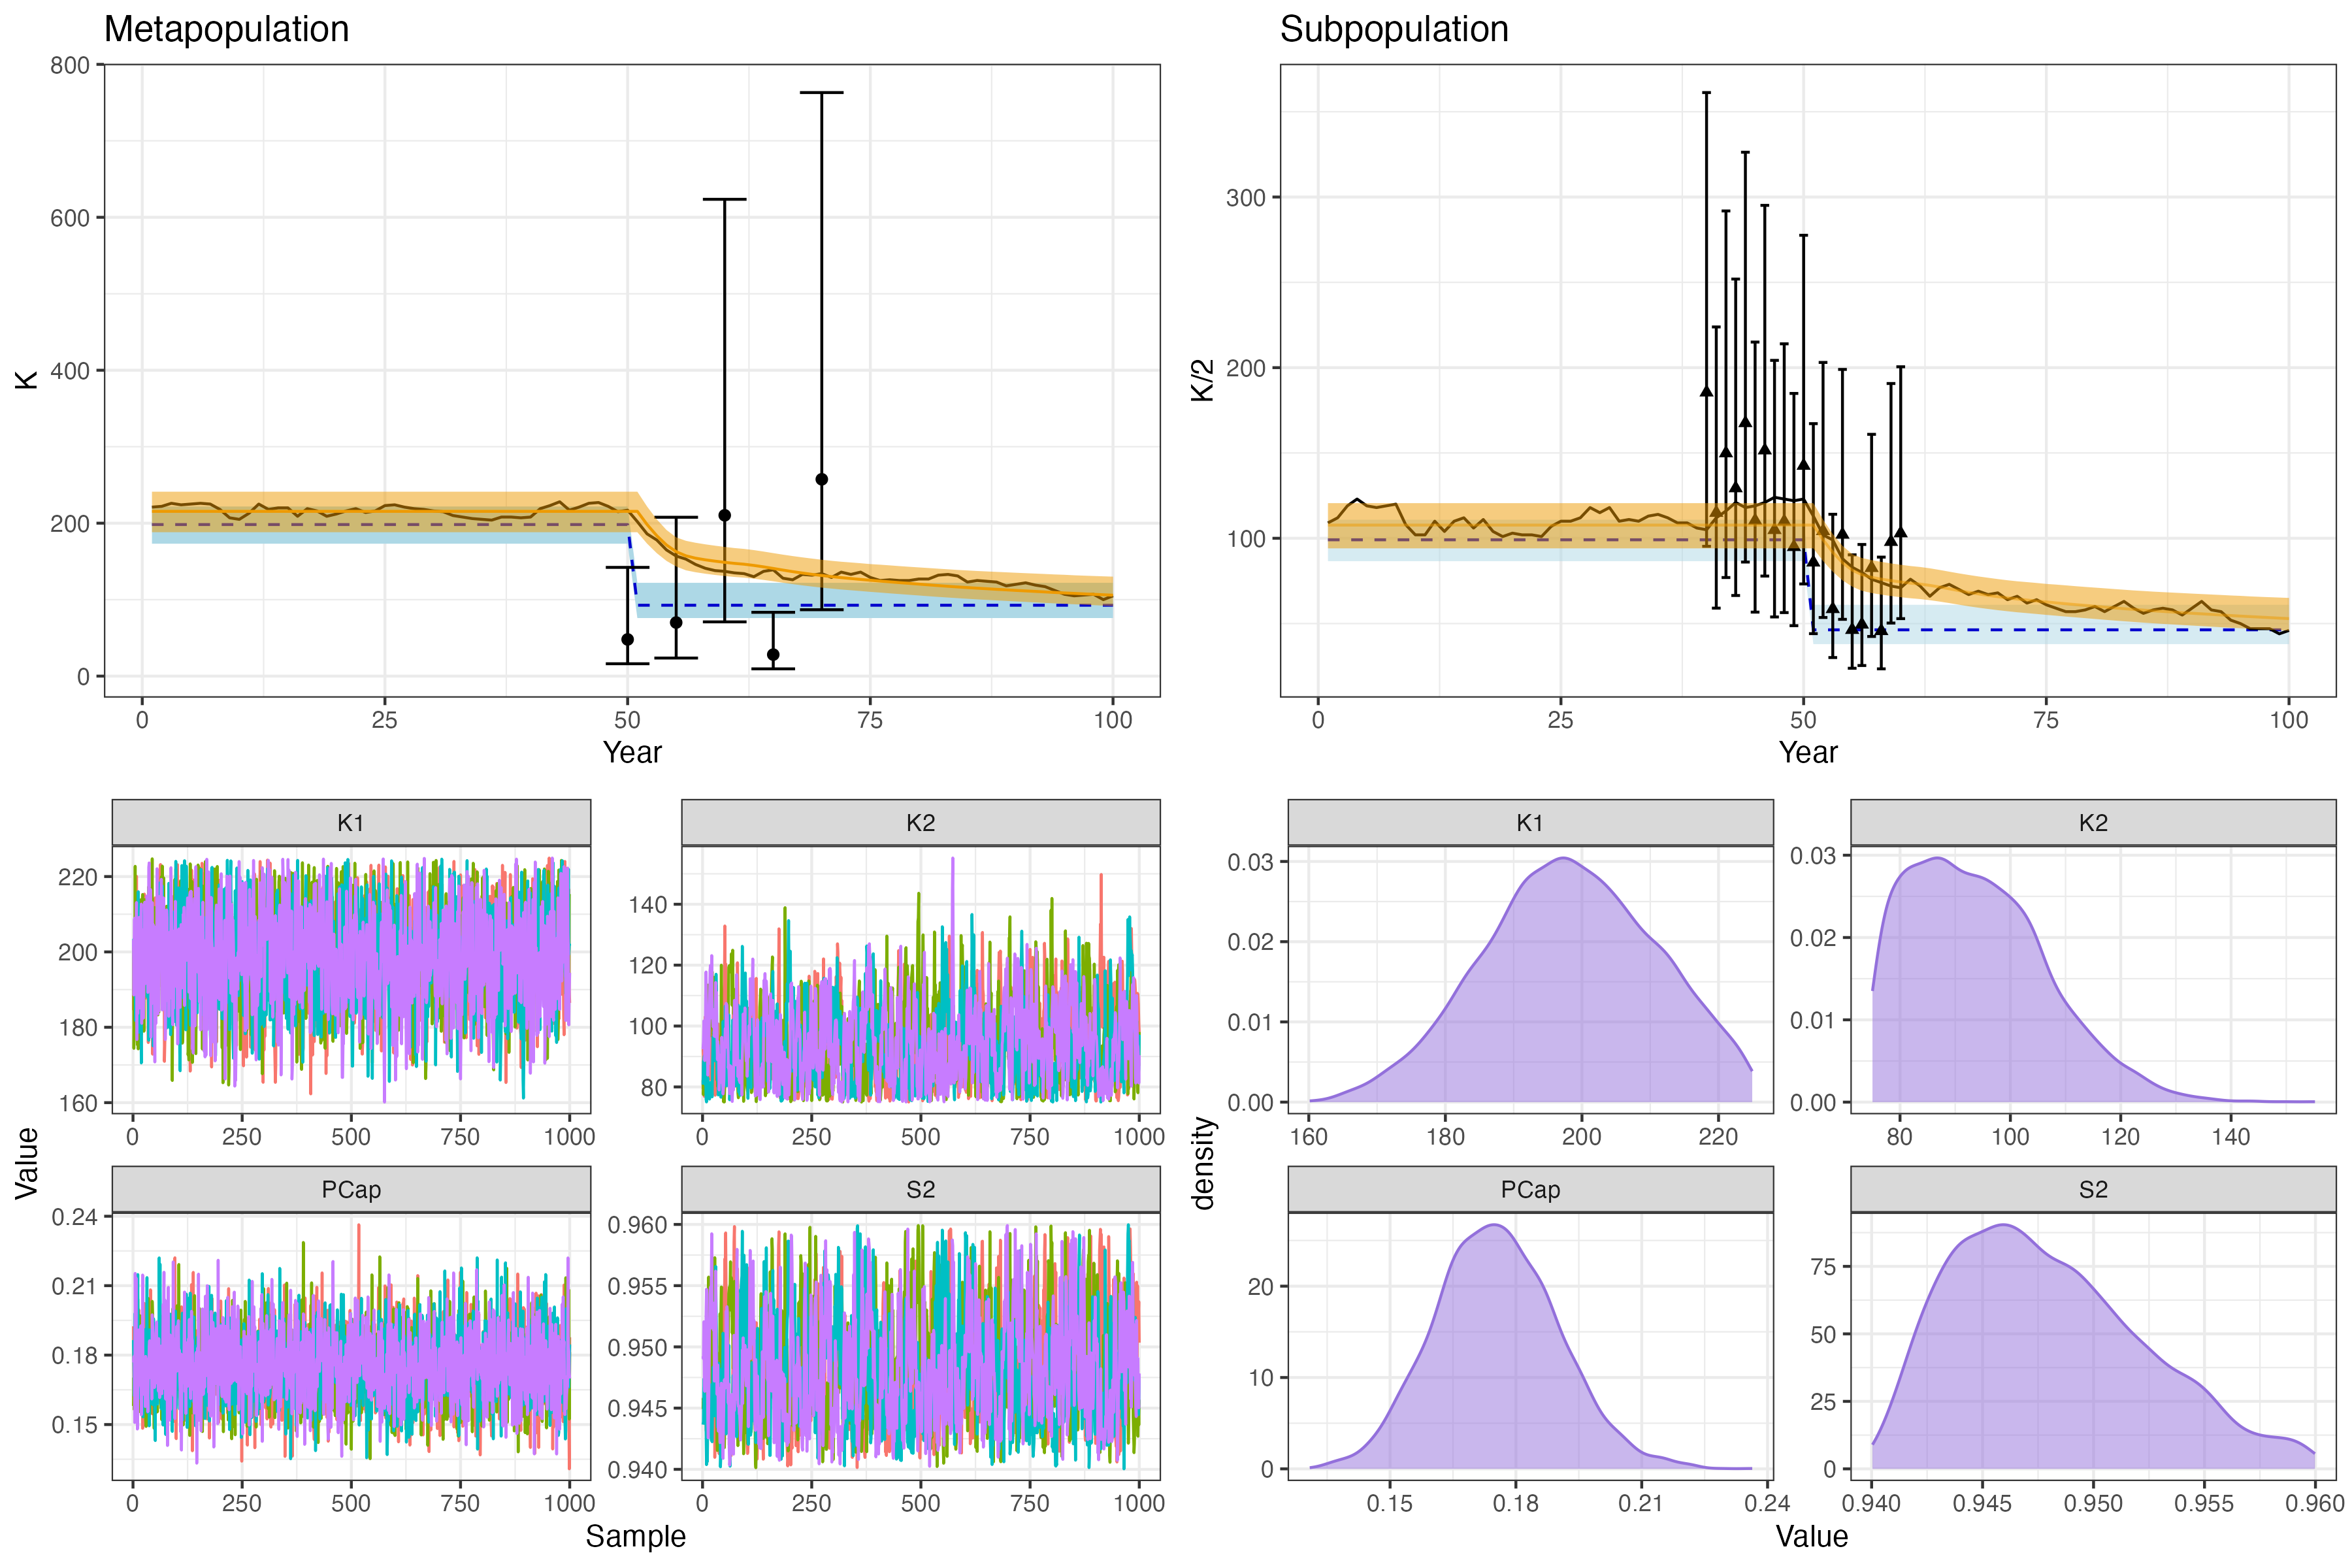 Metapopulation
Subpopulation
800
600
400
200
0
K
0 25 50 75 100
Year
300
200
100
K/2
0 25 50 75 100
Year
K1
220
200
180
160
0 250 500 750 1000
K2
140
120
100
80
0 250 500 750 1000
PCap
0.24
0.21
0.18
0.15
0 250 500 750 1000
S2
0.960
0.955
0.950
0.945
0.940
0 250 500 750 1000
Value
Sample
K1
0.03
0.02
0.01
0.00
160 180 200 220
K2
0.03
0.02
0.01
0.00
80 100 120 140
PCap
20
10
0
0.15 0.18 0.21 0.24
S2
75
50
25
0
0.940 0.945 0.950 0.955 0.960
density
Value